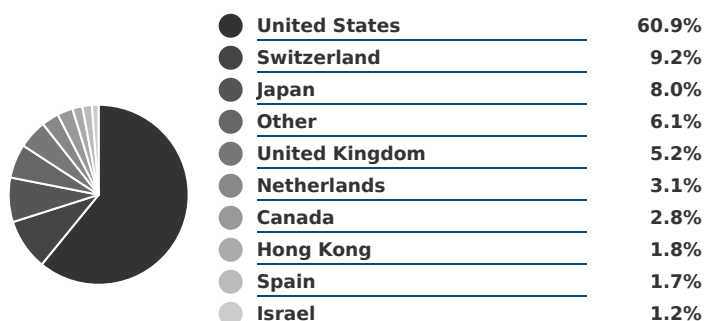 United States 60.9%
Switzerland 9.2%
Japan 8.0%
Other 6.1%
United Kingdom 5.2%
Netherlands 3.1%
Canada 2.8%
Hong Kong 1.8%
Spain 1.7%
Israel 1.2%